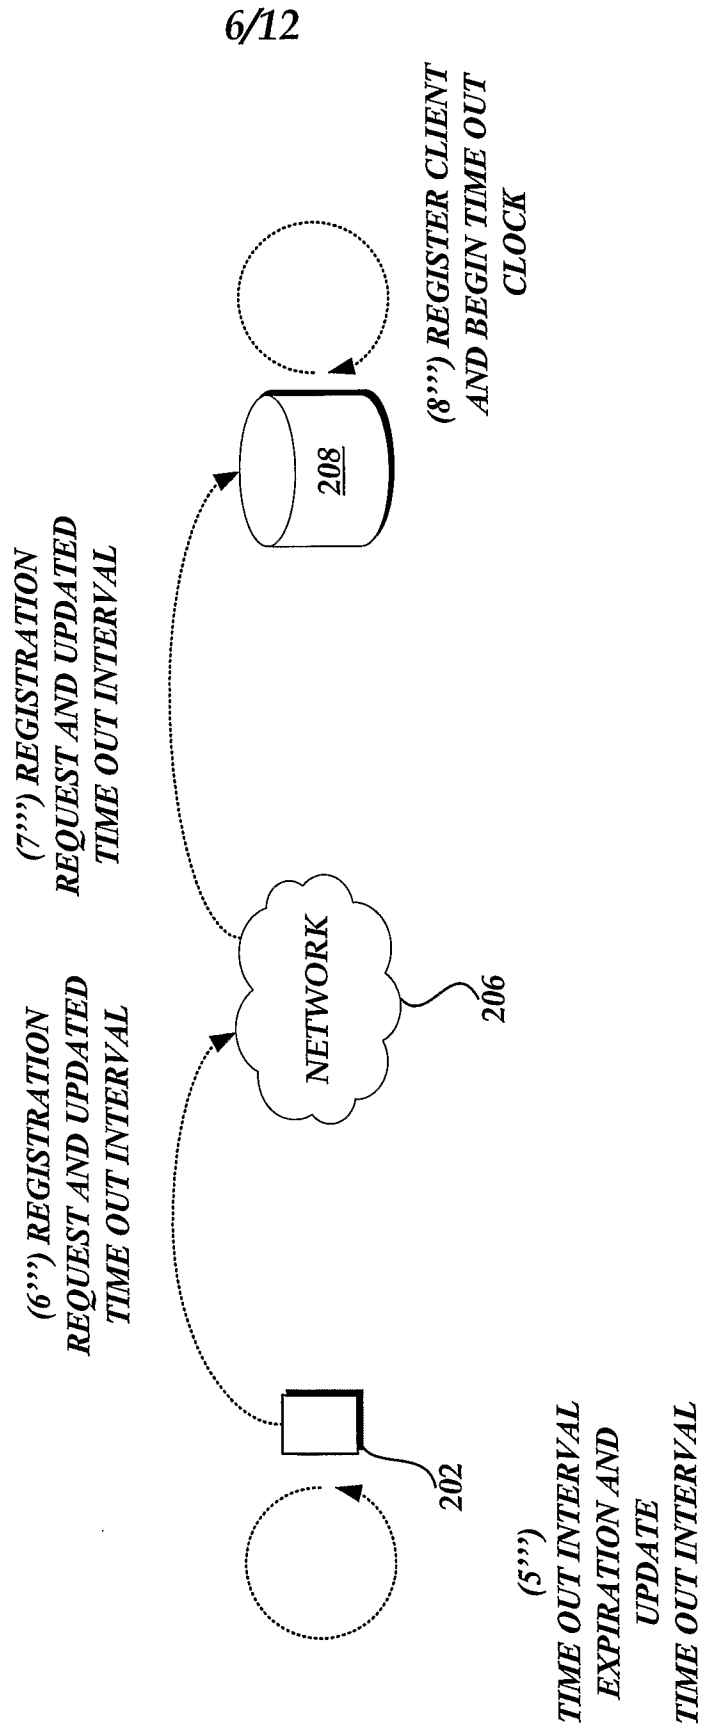 6/12
(5’’’)
TIME OUT INTERVAL
EXPIRATION AND
UPDATE
TIME OUT INTERVAL
202
(6’’’) REGISTRATION
REQUEST AND UPDATED
TIME OUT INTERVAL
NETWORK
206
(7’’’) REGISTRATION
REQUEST AND UPDATED
TIME OUT INTERVAL
208
(8’’’) REGISTER CLIENT
AND BEGIN TIME OUT
CLOCK